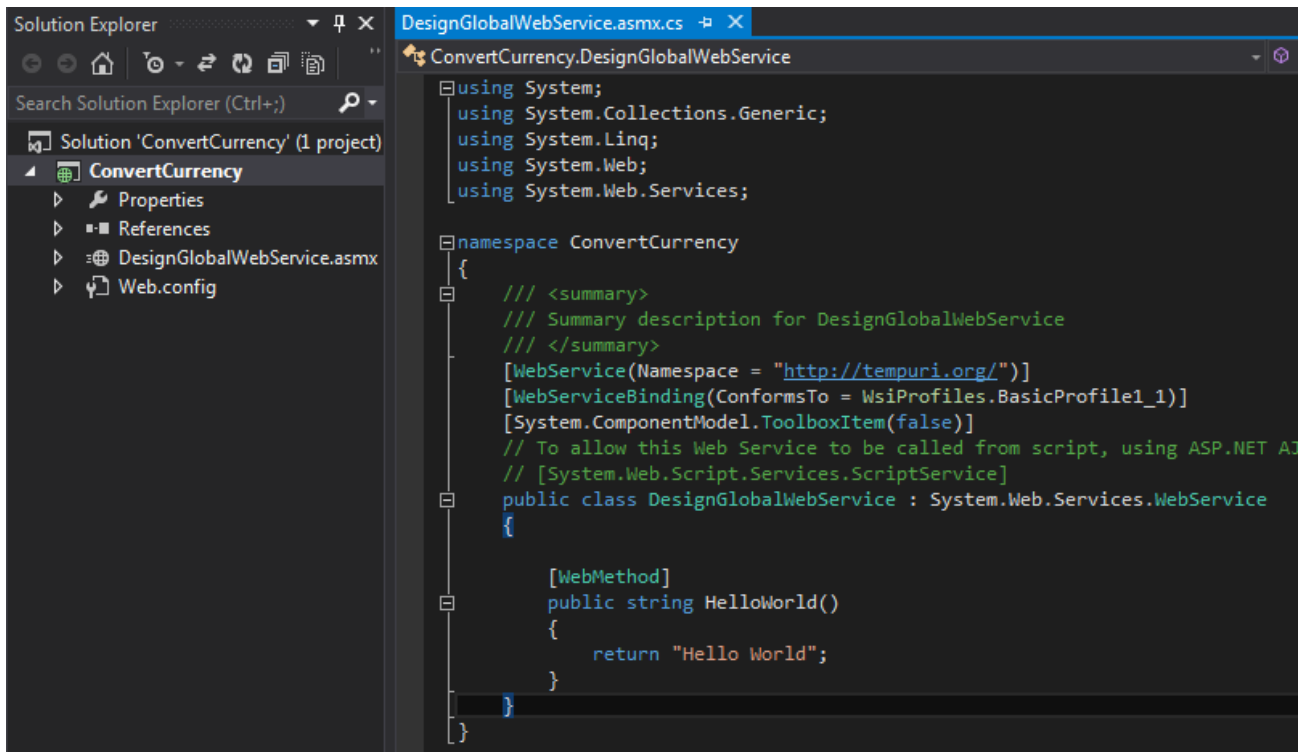 Solution Explorer
Search Solution Explorer (Ctrl+;)
Solution 'ConvertCurrency' (1 project)
ConvertCurrency
Properties
References
DesignGlobalWebService.asmx
Web.config
DesignGlobalWebService.asmx.cs
ConvertCurrency.DesignGlobalWebService
using System;
using System.Collections.Generic;
using System.Linq;
using System.Web;
using System.Web.Services;
namespace ConvertCurrency
{
/// <summary>
/// Summary description for DesignGlobalWebService
/// </summary>
[WebService(Namespace = "http://tempuri.org/")]
[WebServiceBinding(ConformsTo = WsiProfiles.BasicProfile1_1)]
[System.ComponentModel.ToolboxItem(false)]
// To allow this Web Service to be called from script, using ASP.NET AJ
// [System.Web.Script.Services.ScriptService]
public class DesignGlobalWebService : System.Web.Services.WebService
{
[WebMethod]
public string HelloWorld()
{
return "Hello World";
}
}
}